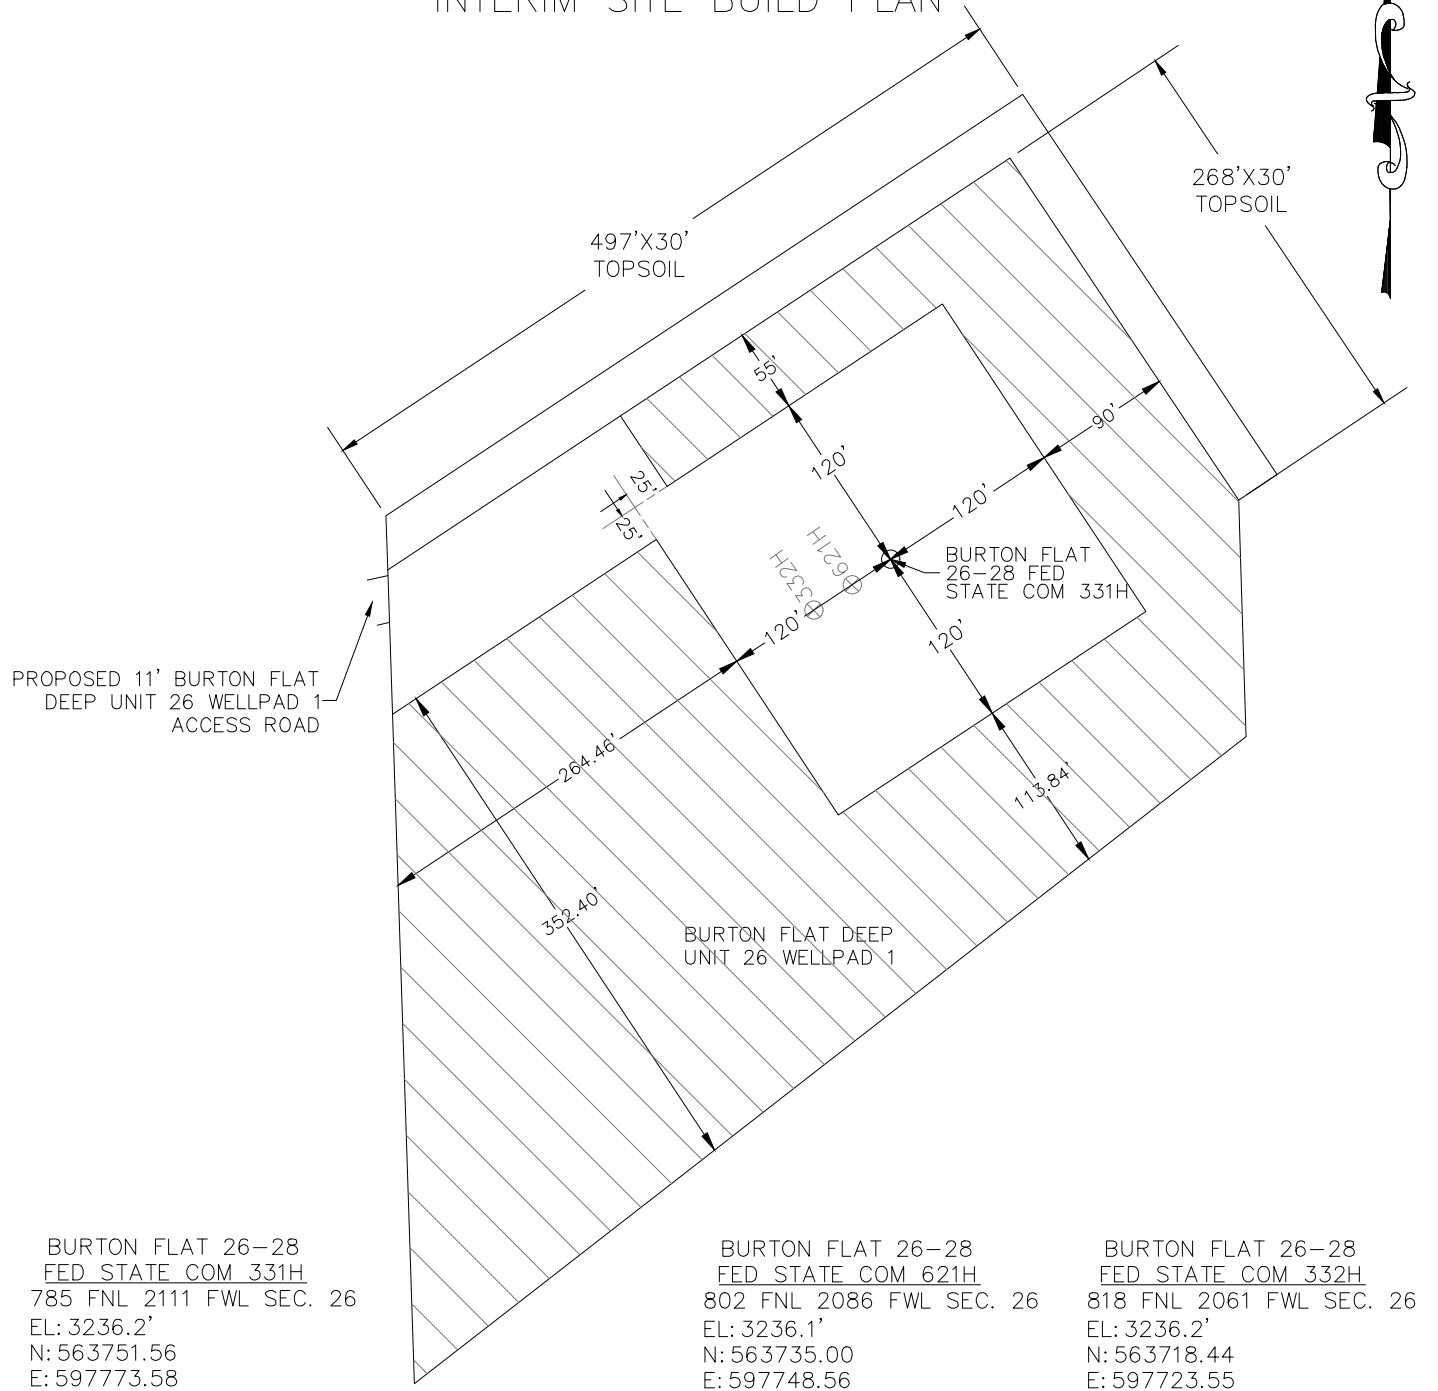 INTERIM SITE BUILD PLAN
268'X30'
TOPSOIL
497'X30'
TOPSOIL
55'
90'
120'
120'
25'
25'
621H
332H
BURTON FLAT
26-28 FED
STATE COM 331H
120'
120'
PROPOSED 11' BURTON FLAT
DEEP UNIT 26 WELLPAD 1
ACCESS ROAD
264.46'
113.84'
352.40'
BURTON FLAT DEEP
UNIT 26 WELLPAD 1
BURTON FLAT 26-28
FED STATE COM 331H
785 FNL 2111 FWL SEC. 26
EL: 3236.2'
N: 563751.56
E: 597773.58
BURTON FLAT 26-28
FED STATE COM 621H
802 FNL 2086 FWL SEC. 26
EL: 3236.1'
N: 563735.00
E: 597748.56
BURTON FLAT 26-28
FED STATE COM 332H
818 FNL 2061 FWL SEC. 26
EL: 3236.2'
N: 563718.44
E: 597723.55